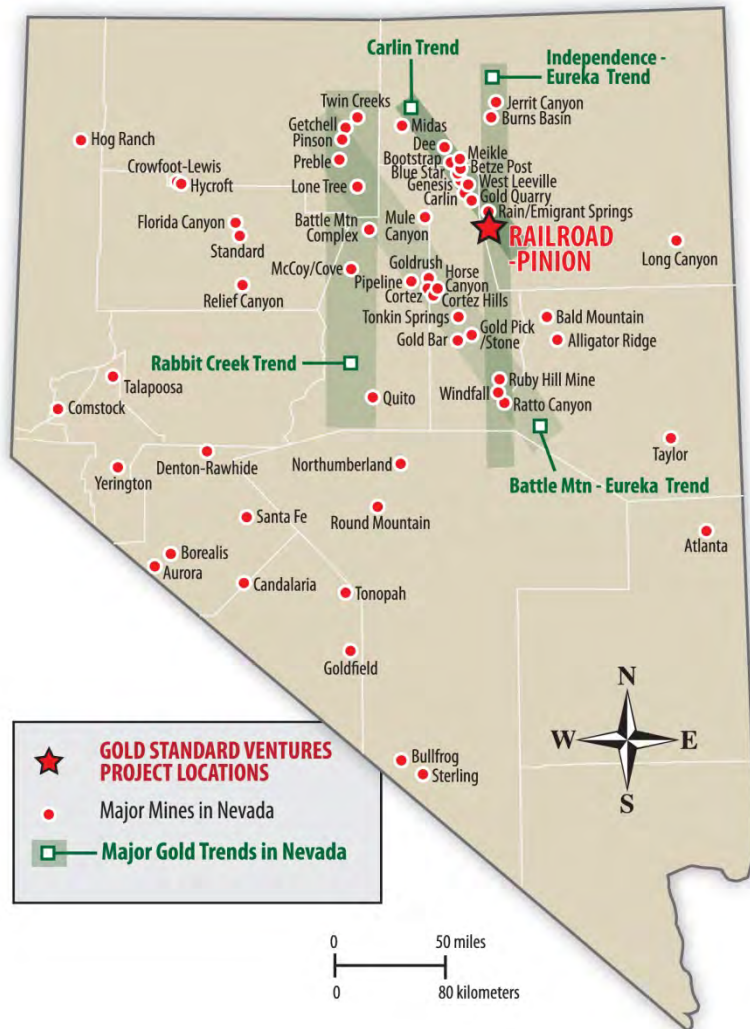 Carlin Trend
Independence -
Eureka Trend
Twin Creeks
Jerrit Canyon
Getchell
Midas
Burns Basin
Pinson
Hog Ranch
Dee
Meikle
Preble
Bootstrap
Betze Post
Crowfoot-Lewis
Blue Star
Hycroft
Lone Tree
Genesis
West Leeville
Carlin
Gold Quarry
Rain/Emigrant Springs
Florida Canyon
Battle Mtn
Complex
Mule
Canyon
RAILROAD
-PINION
Standard
Long Canyon
McCoy/Cove
Goldrush
Horse
Canyon
Pipeline
Relief Canyon
Cortez
Cortez Hills
Tonkin Springs
Bald Mountain
Gold Pick
/Stone
Gold Bar
Alligator Ridge
Rabbit Creek Trend
Talapoosa
Ruby Hill Mine
Quito
Windfall
Ratto Canyon
Comstock
Taylor
Denton-Rawhide
Northumberland
Yerington
Battle Mtn - Eureka Trend
Santa Fe
Round Mountain
Atlanta
Borealis
Aurora
Candalaria
Tonopah
Goldfield
N
W
E
S
GOLD STANDARD VENTURES
PROJECT LOCATIONS
Major Mines in Nevada
Major Gold Trends in Nevada
Bullfrog
Sterling
0 50 miles
0 80 kilometers